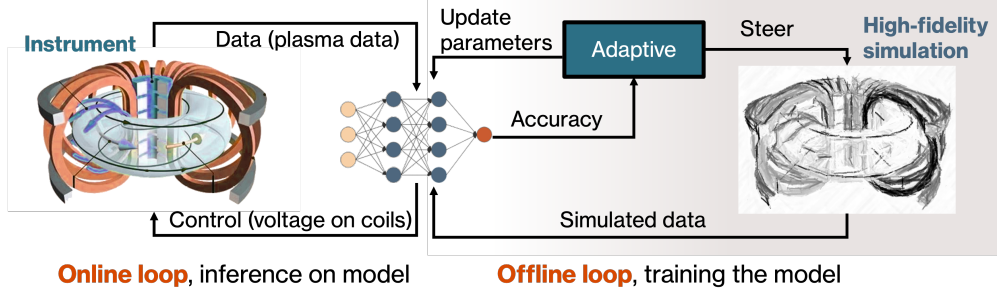 Instrument
Data (plasma data)
Control (voltage on coils)
Online loop, inference on model
Update
parameters
Adaptive
Steer
High-fidelity
simulation
Accuracy
Simulated data
Offline loop, training the model